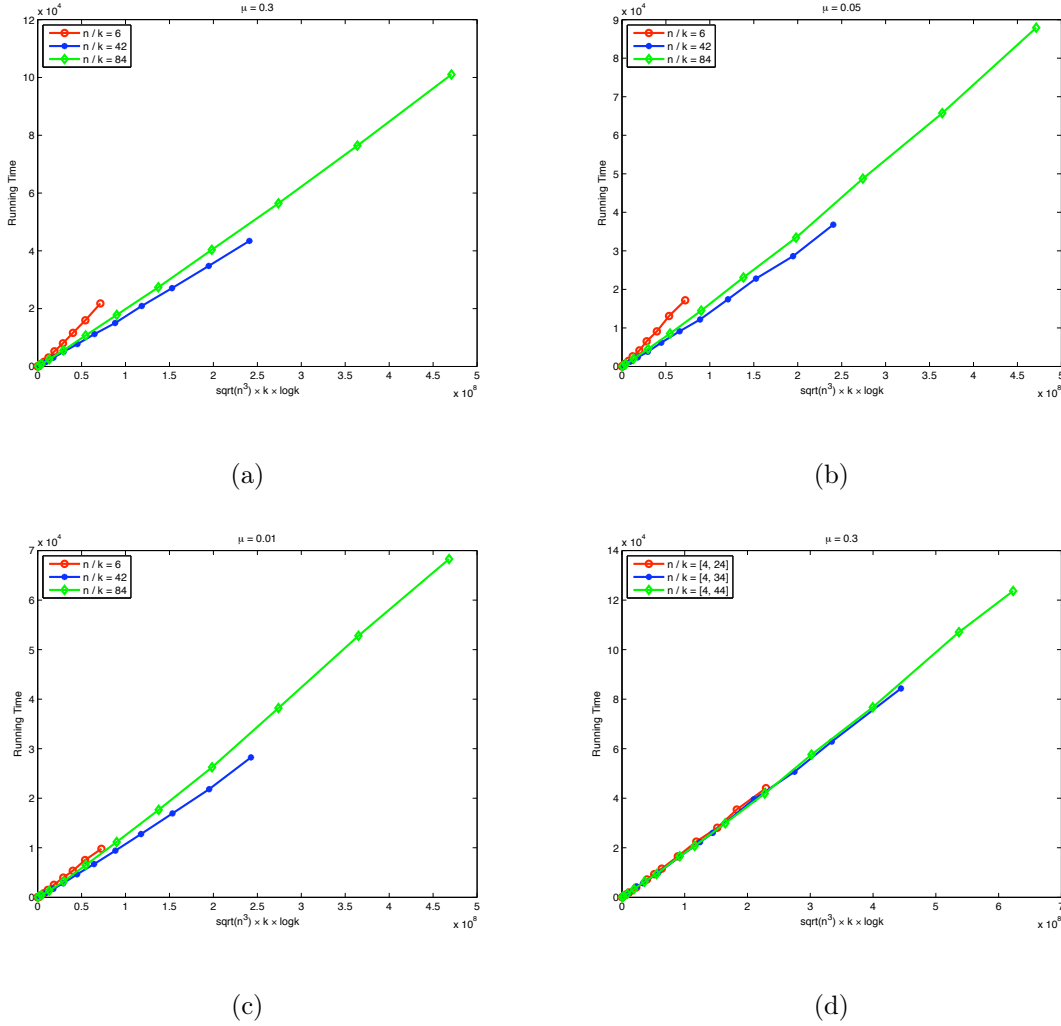 μ = 0.3
x 10^4
n / k = 6
n / k = 42
n / k = 84
12
10
8
6
4
2
0
Running Time
0 0.5 1 1.5 2 2.5 3 3.5 4 4.5 5
x 10^8
sqrt(n^3) × k × logk
(a)
μ = 0.05
x 10^4
n / k = 6
n / k = 42
n / k = 84
9
8
7
6
5
4
3
2
1
0
Running Time
0 0.5 1 1.5 2 2.5 3 3.5 4 4.5 5
x 10^8
sqrt(n^3) × k × logk
(b)
μ = 0.01
x 10^4
n / k = 6
n / k = 42
n / k = 84
7
6
5
4
3
2
1
0
Running Time
0 0.5 1 1.5 2 2.5 3 3.5 4 4.5 5
x 10^8
sqrt(n^3) × k × logk
(c)
μ = 0.3
x 10^4
n / k = [4, 24]
n / k = [4, 34]
n / k = [4, 44]
14
12
10
8
6
4
2
0
Running Time
0 1 2 3 4 5 6 7
x 10^8
sqrt(n^3) × k × logk
(d)